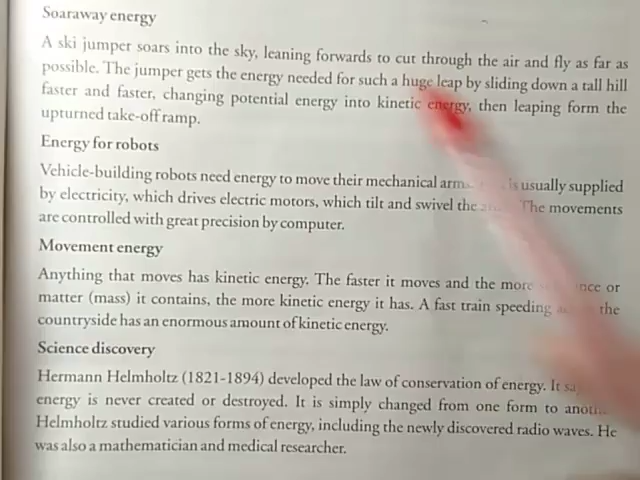 Soaraway energy
A ski jumper soars into the sky, leaning forwards to cut through the air and fly as far as
possible. The jumper gets the energy needed for such a huge leap by sliding down a tall hill
faster and faster, changing potential energy into kinetic energy, then leaping form the
upturned take-off ramp.
Energy for robots
Vehicle-building robots need energy to move their mechanical usually supplied
by electricity, which drives electric motors, which tilt and swivel the The movements
are controlled with great precision by computer.
Movement energy
Anything that moves has kinetic energy. The faster it moves and the more or
matter (mass) it contains, the more kinetic energy it has. A fast train speeding the
countryside has an enormous amount of kinetic energy.
Science discovery
Hermann Helmholtz (1821-1894) developed the law of conservation of energy. It
energy is never created or destroyed. It is simply changed from one form to
Helmholtz studied various forms of energy, including the newly discovered radio waves. He
was also a mathematician and medical researcher.